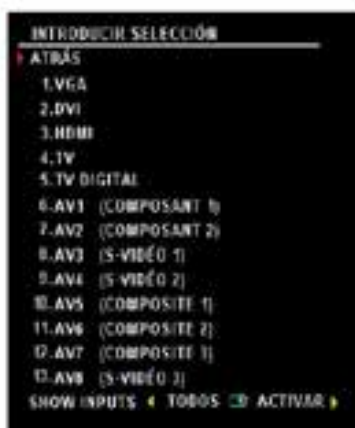 INTRODUCIR SELECCIÓN
ATRÁS
1.VGA
2.DVI
3.HDMI
4.TV
5.TV DIGITAL
6.AV1 (COMPOSANT 1)
7.AV2 (COMPOSANT 2)
8.AV3 (S-VIDÉO 1)
9.AV4 (S-VIDÉO 2)
10.AV5 (COMPOSITE 1)
11.AV6 (COMPOSITE 2)
12.AV7 (COMPOSITE 3)
13.AV8 (S-VIDÉO 3)
SHOW INPUTS TODOS ACTIVAR